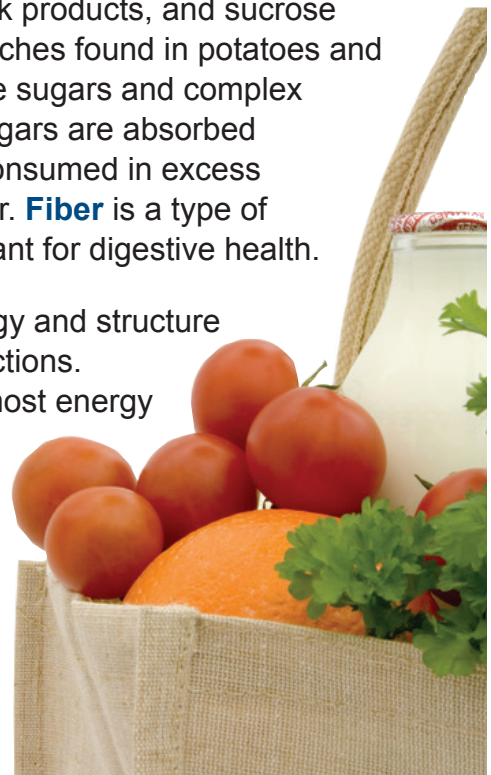 products, and sucrose
ches found in potatoes and
sugars and complex
gars are absorbed
onsumed in excess
r. Fiber is a type of
ant for digestive health.
gy and structure
ctions.
nost energy